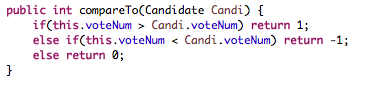 public int compareTo(Candidate Candi) {
    if(this.voteNum > Candi.voteNum) return 1;
    else if(this.voteNum < Candi.voteNum) return -1;
    else return 0;
}